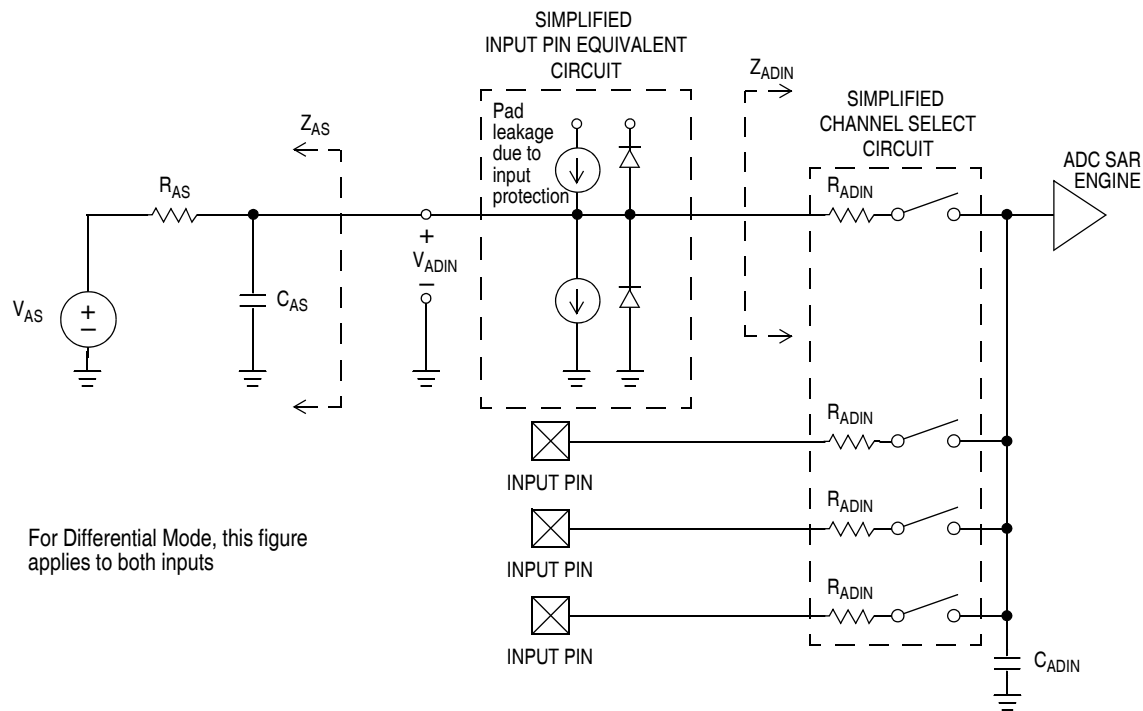 SIMPLIFIED
INPUT PIN EQUIVALENT
CIRCUIT
Pad
leakage
due to
input
protection
ZAS
ZADIN
SIMPLIFIED
CHANNEL SELECT
CIRCUIT
ADC SAR
ENGINE
RAS
RADIN
+
VADIN
–
VAS
+
–
CAS
RADIN
INPUT PIN
RADIN
INPUT PIN
RADIN
INPUT PIN
CADIN
For Differential Mode, this figure
applies to both inputs